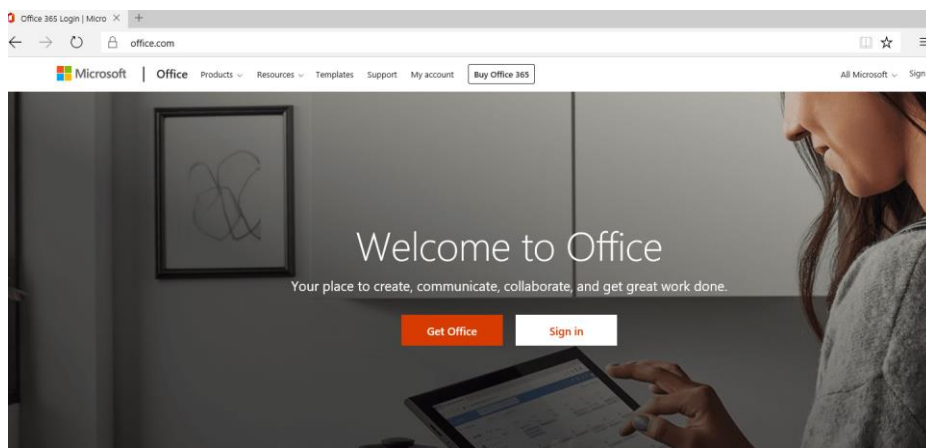 Office 365 Login | Micro
office.com
Microsoft | Office Products Resources Templates Support My account Buy Office 365 All Microsoft Sign
Welcome to Office
Your place to create, communicate, collaborate, and get great work done.
Get Office Sign in